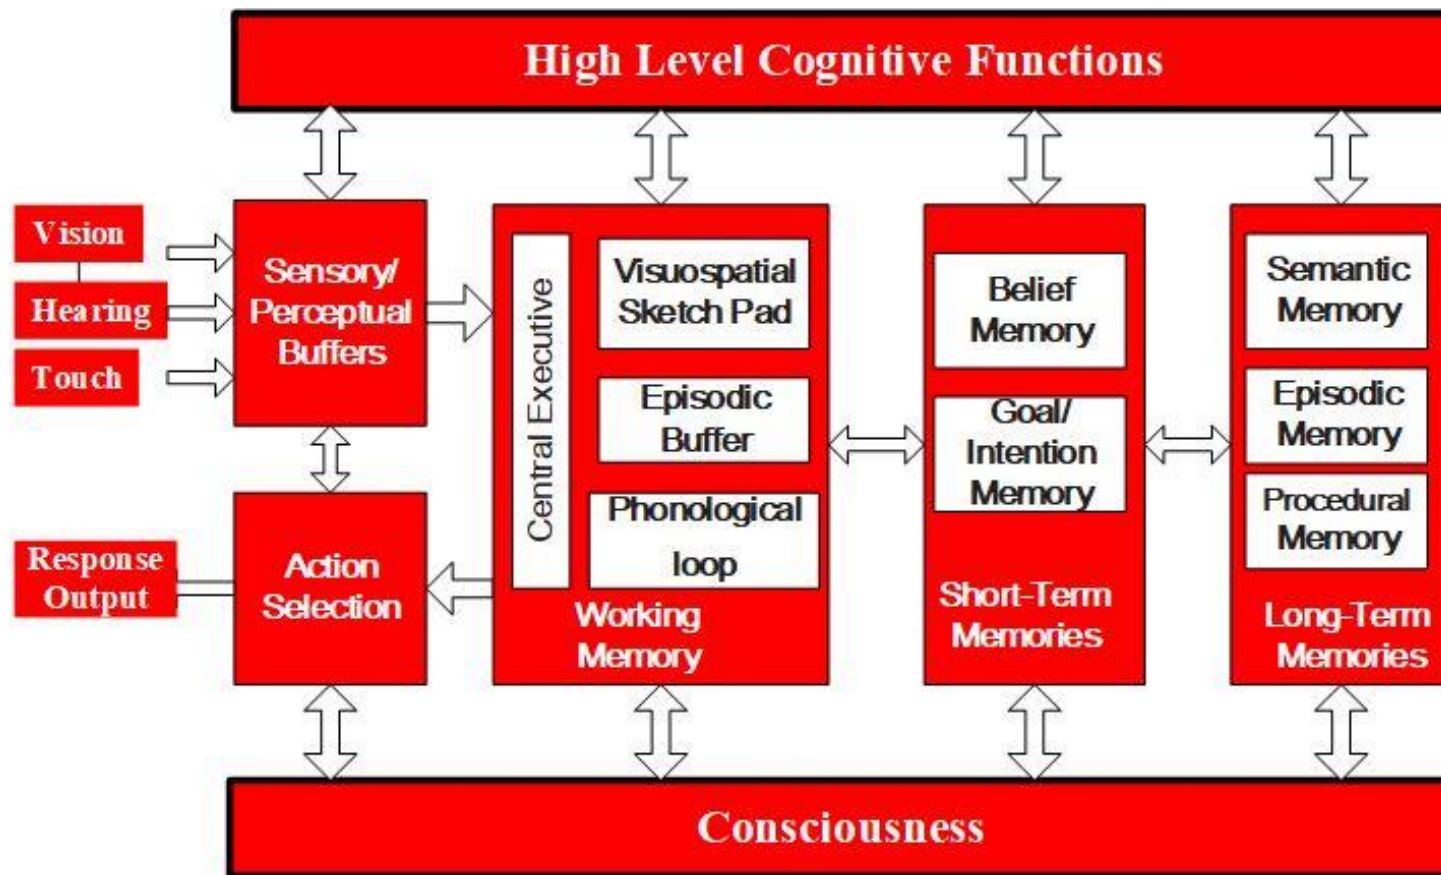 High Level Cognitive Functions
Vision
Hearing
Touch
Sensory/
Perceptual
Buffers
Response
Output
Action
Selection
Central Executive
Visuospatial
Sketch Pad
Episodic
Buffer
Phonological
loop
Working
Memory
Belief
Memory
Goal/
Intention
Memory
Short-Term
Memories
Semantic
Memory
Episodic
Memory
Procedural
Memory
Long-Term
Memories
Consciousness